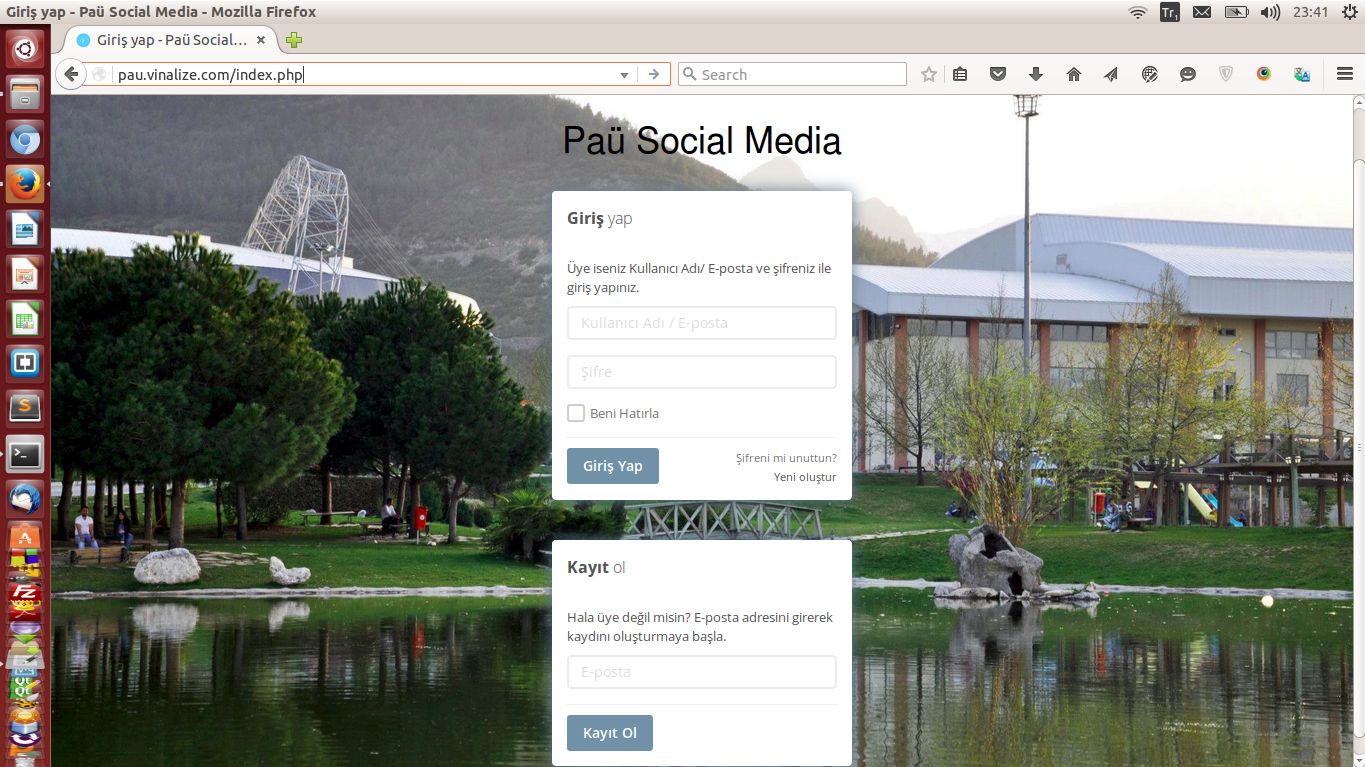 Giriş yap - Paü Social Media - Mozilla Firefox
Tr1
23:41
Giriş yap - Paü Social...
pau.vinalize.com/index.php
Search
Paü Social Media
Giriş yap
Üye iseniz Kullanıcı Adı/ E-posta ve şifreniz ile
giriş yapınız.
Kullanıcı Adı / E-posta
Şifre
Beni Hatırla
Giriş Yap
Şifreni mi unuttun?
Yeni oluştur
Kayıt ol
Hala üye değil misin? E-posta adresini girerek
kaydını oluşturmaya başla.
E-posta
Kayıt Ol